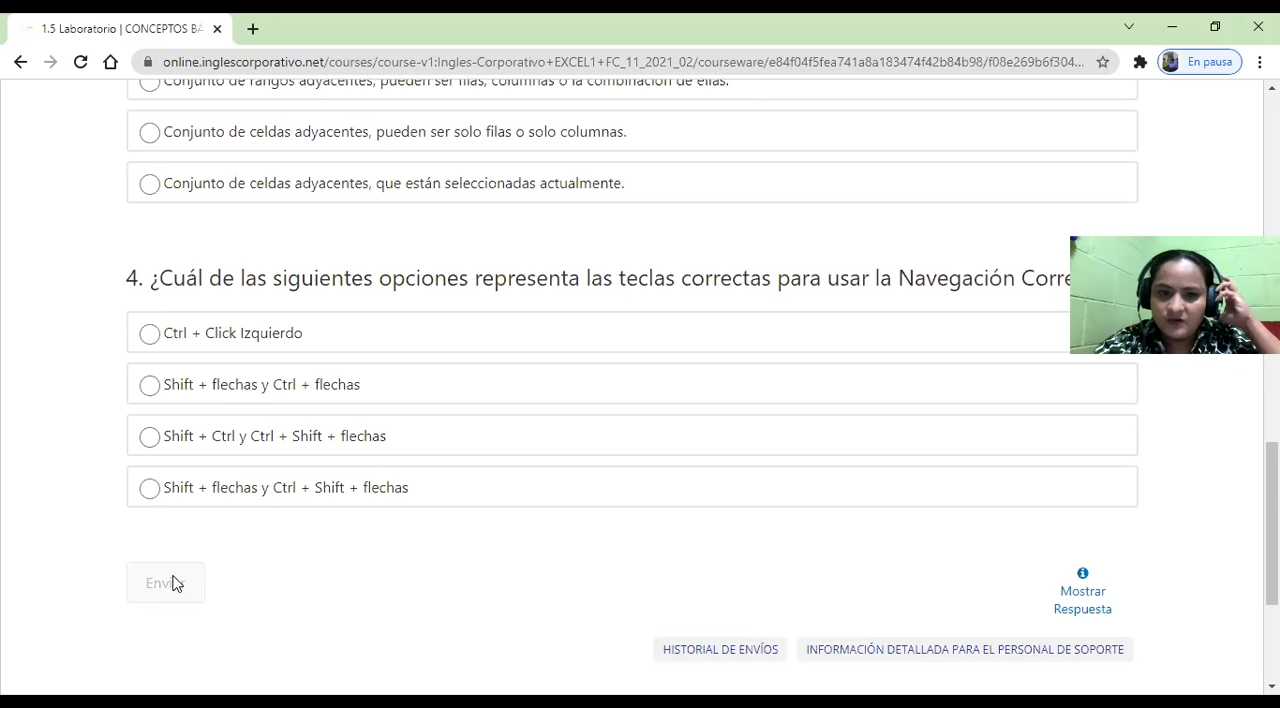 1.5 Laboratorio | CONCEPTOS BÁ
online.inglescorporativo.net/courses/course-v1:Ingles-Corporativo+EXCEL1+FC_11_2021_02/courseware/e84f04f5fea741a8a183474f42b84b98/f08e269b6f304...
En pausa
Conjunto de rangos adyacentes, pueden ser filas, columnas o la combinación de ellas.
Conjunto de celdas adyacentes, pueden ser solo filas o solo columnas.
Conjunto de celdas adyacentes, que están seleccionadas actualmente.
4. ¿Cuál de las siguientes opciones representa las teclas correctas para usar la Navegación Corre
Ctrl + Click Izquierdo
Shift + flechas y Ctrl + flechas
Shift + Ctrl y Ctrl + Shift + flechas
Shift + flechas y Ctrl + Shift + flechas
Enviar
Mostrar
Respuesta
HISTORIAL DE ENVÍOS
INFORMACIÓN DETALLADA PARA EL PERSONAL DE SOPORTE